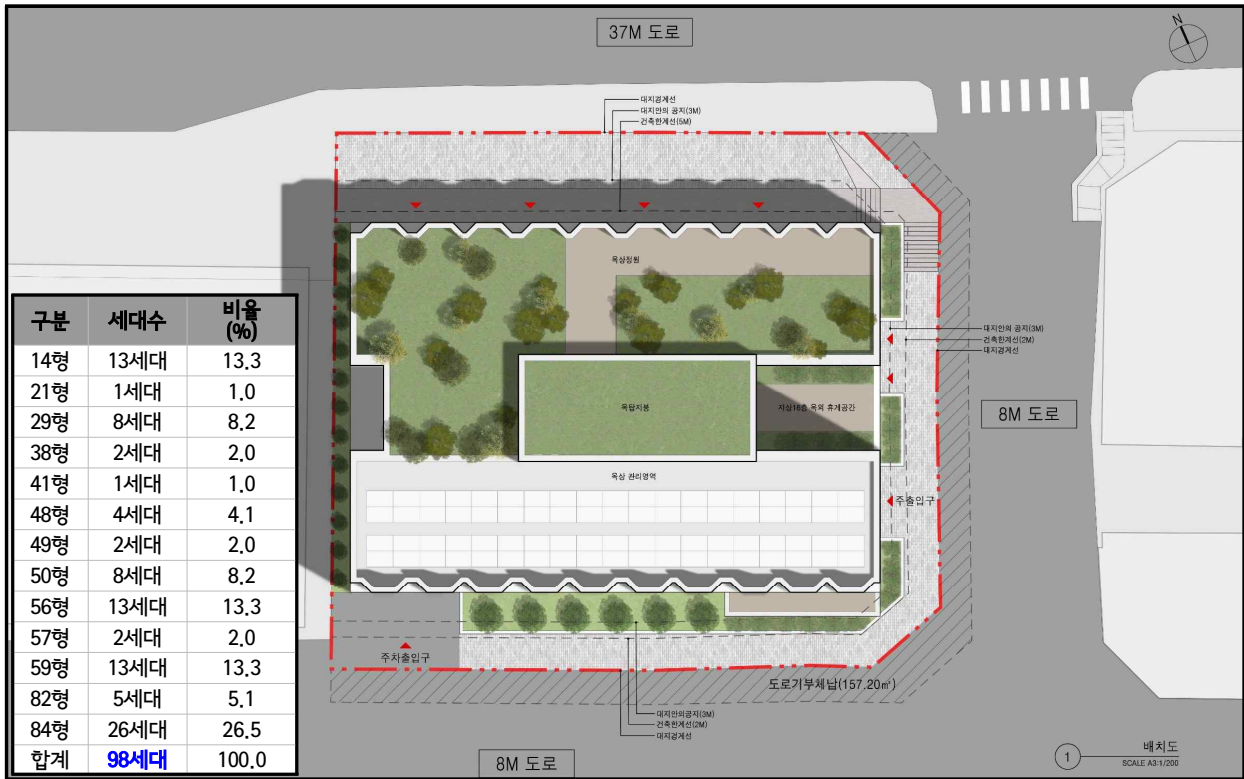 37M 도로
N
대지경계선
대지안의 공지(3M)
건축한계선(5M)
옥상정원
구분 세대수 비율(%)
14형 13세대 13.3
21형 1세대 1.0
29형 8세대 8.2
38형 2세대 2.0
41형 1세대 1.0
48형 4세대 4.1
49형 2세대 2.0
50형 8세대 8.2
56형 13세대 13.3
57형 2세대 2.0
59형 13세대 13.3
82형 5세대 5.1
84형 26세대 26.5
합계 98세대 100.0
대지안의 공지(3M)
건축한계선(2M)
대지경계선
옥탑지붕
지상16층 옥외 휴게공간
8M 도로
옥상 관리영역
주출입구
주차출입구
도로기부체납(157.20㎡)
대지안의공지(3M)
건축한계선(2M)
대지경계선
8M 도로
1
배치도
SCALE A3:1/200